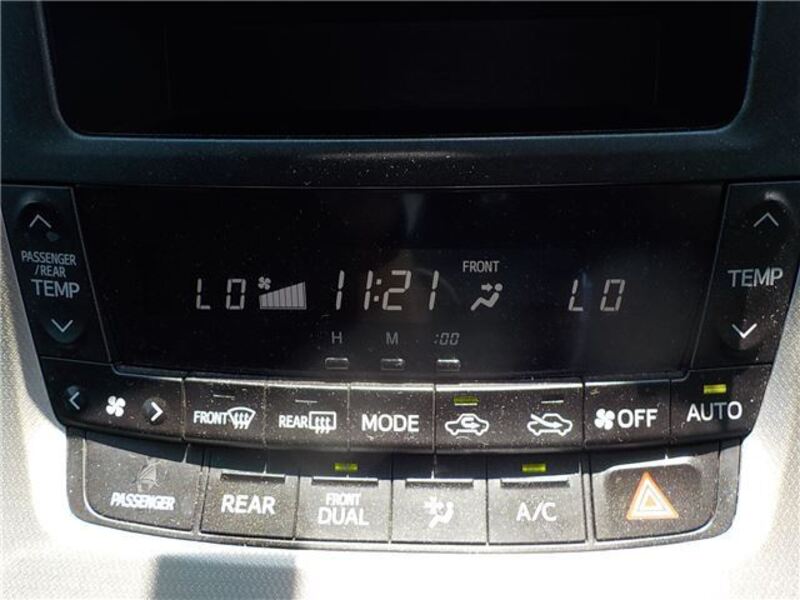 PASSENGER
/REAR
TEMP
LO 11:21 LO
FRONT
H M :00
TEMP
FRONT REAR MODE OFF AUTO
PASSENGER REAR FRONT
DUAL A/C